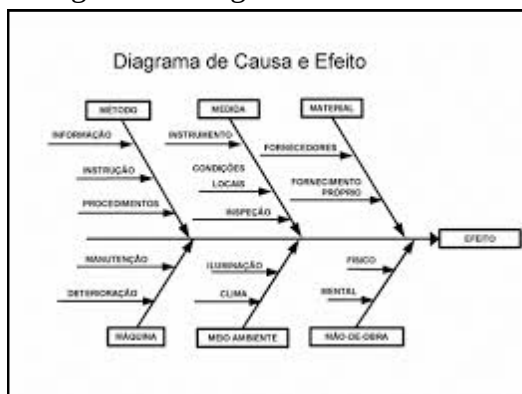 Diagrama de Causa e Efeito
MÉTODO
MEDIDA
MATERIAL
INFORMAÇÃO
INSTRUMENTO
FORNECEDORES
CONDIÇÕES
LOCAIS
INSTRUÇÃO
FORNECIMENTO
PRÓPRIO
PROCEDIMENTOS
INSPEÇÃO
EFEITO
MANUTENÇÃO
ILUMINAÇÃO
FISICO
DETERIORAÇÃO
CLIMA
MENTAL
MÁQUINA
MEIO AMBIENTE
MÃO-DE-OBRA